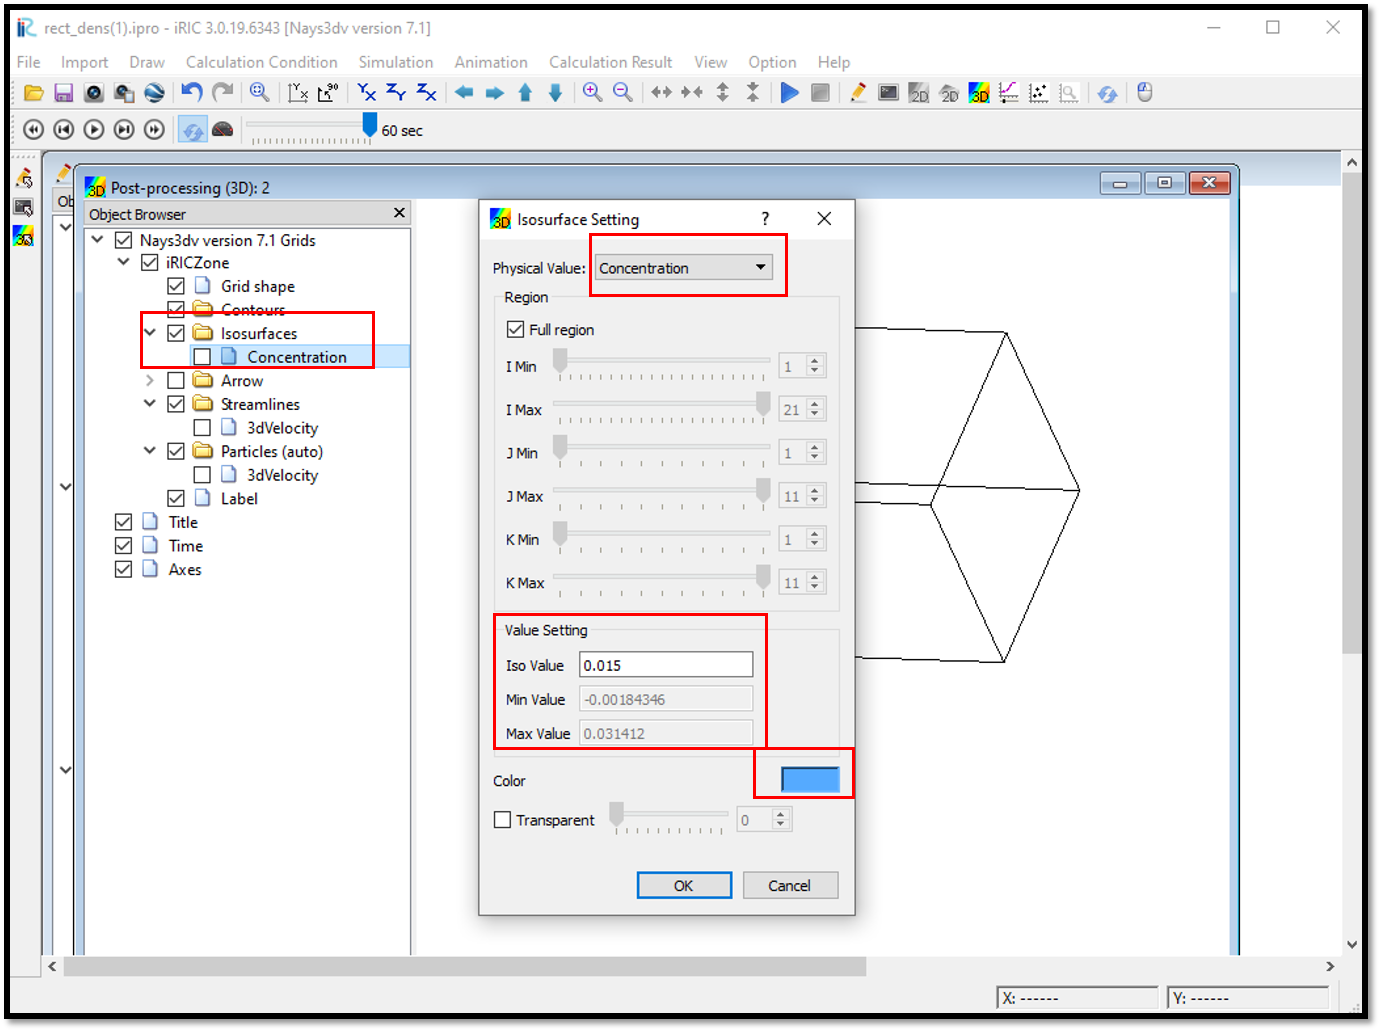 rect_dens(1).ipro - iRIC 3.0.19.6343 [Nays3dv version 7.1]
File Import Draw Calculation Condition Simulation Animation Calculation Result View Option Help
60 sec
Ob
3D Post-processing (3D): 2
Object Browser
Nays3dv version 7.1 Grids
iRICZone
Grid shape
Contours
Isosurfaces
Concentration
Arrow
Streamlines
3dVelocity
Particles (auto)
3dVelocity
Label
Title
Time
Axes
3D Isosurface Setting ?
Physical Value: Concentration
Region
Full region
I Min 1
I Max 21
J Min 1
J Max 11
K Min 1
K Max 11
Value Setting
Iso Value 0.015
Min Value -0.00184346
Max Value 0.031412
Color
Transparent 0
OK Cancel
X: ------ Y: ------